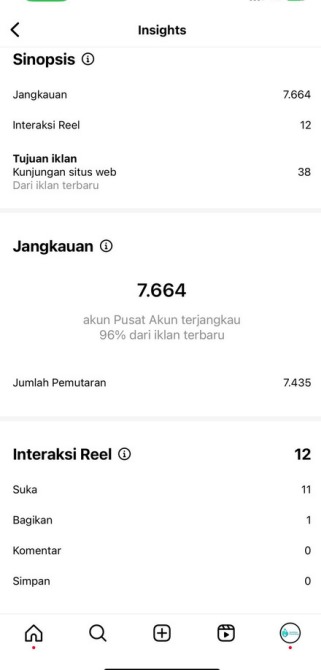 Insights
Sinopsis
Jangkauan 7.664
Interaksi Reel 12
Tujuan iklan
Kunjungan situs web 38
Dari iklan terbaru
Jangkauan
7.664
akun Pusat Akun terjangkau
96% dari iklan terbaru
Jumlah Pemutaran 7.435
Interaksi Reel 12
Suka 11
Bagikan 1
Komentar 0
Simpan 0